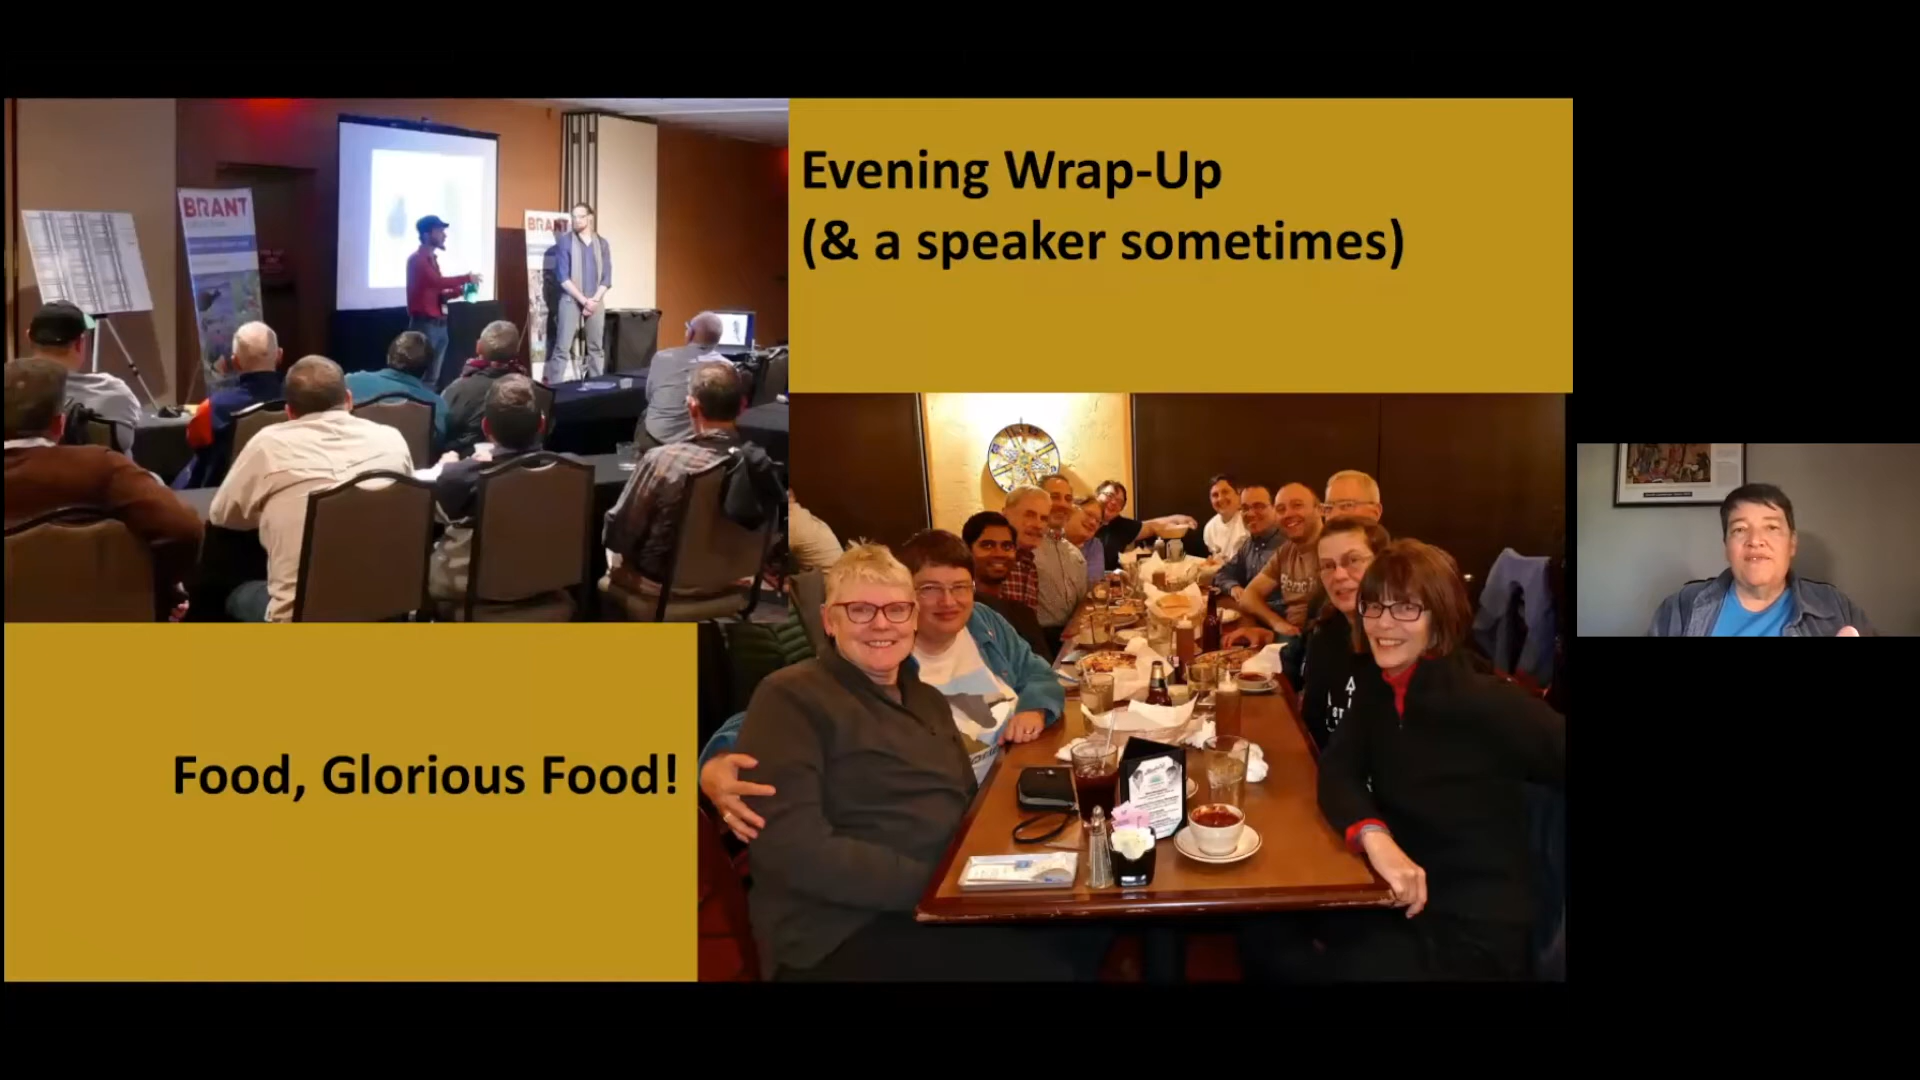 BRANT
BRANT
Evening Wrap-Up
(& a speaker sometimes)
Food, Glorious Food!